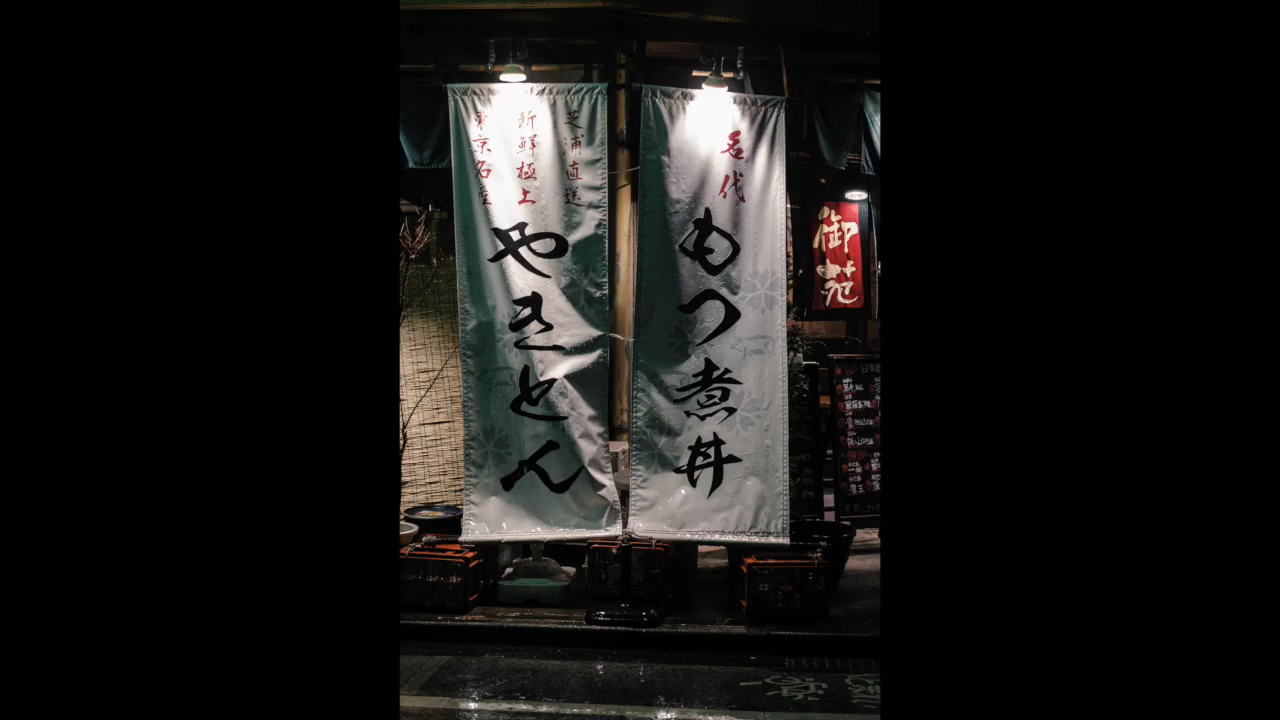 名代
もつ煮丼
芝浦直送
新鮮極上
東京名産
やきとん
御苑